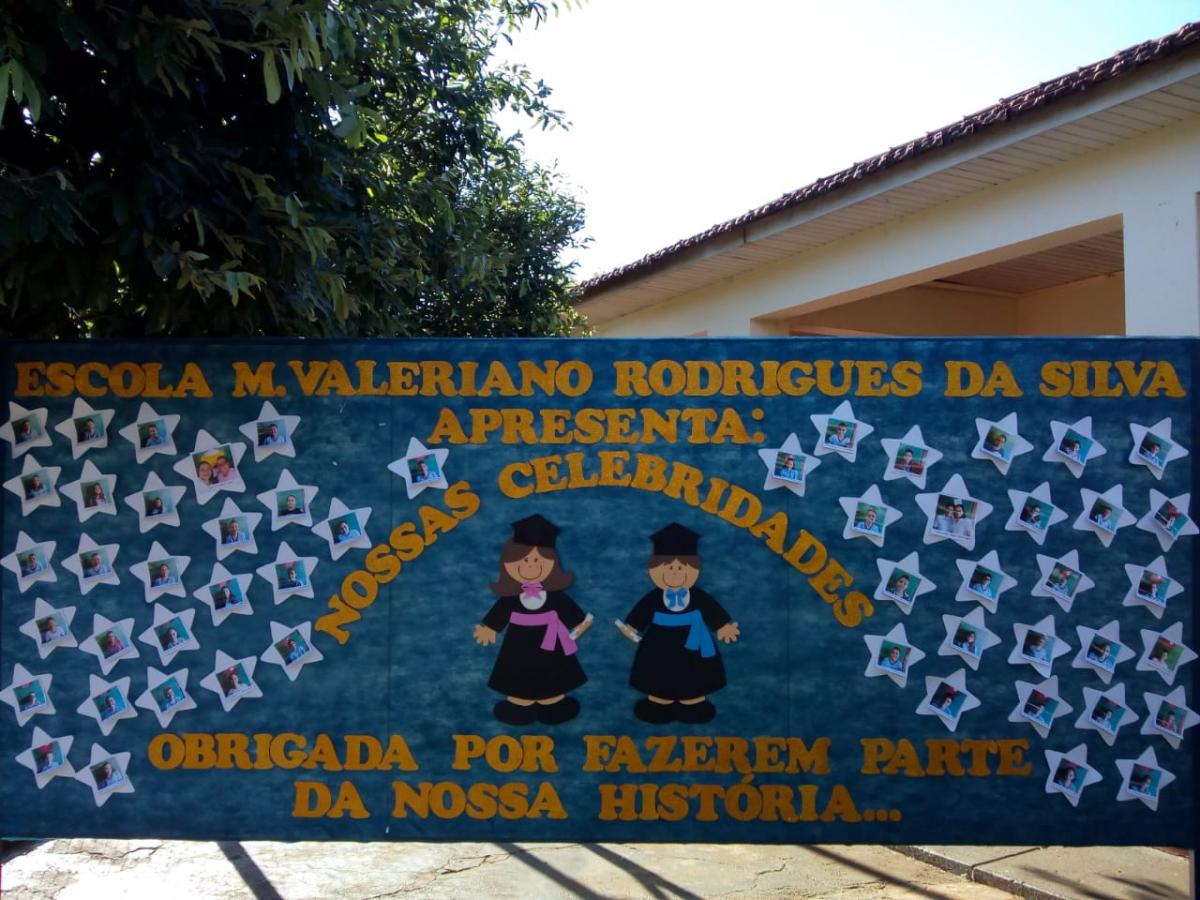 ESCOLA M. VALERIANO RODRIGUES DA SILVA
APRESENTA:
NOSSAS CELEBRIDADES
OBRIGADA POR FAZEREM PARTE
DA NOSSA HISTÓRIA...